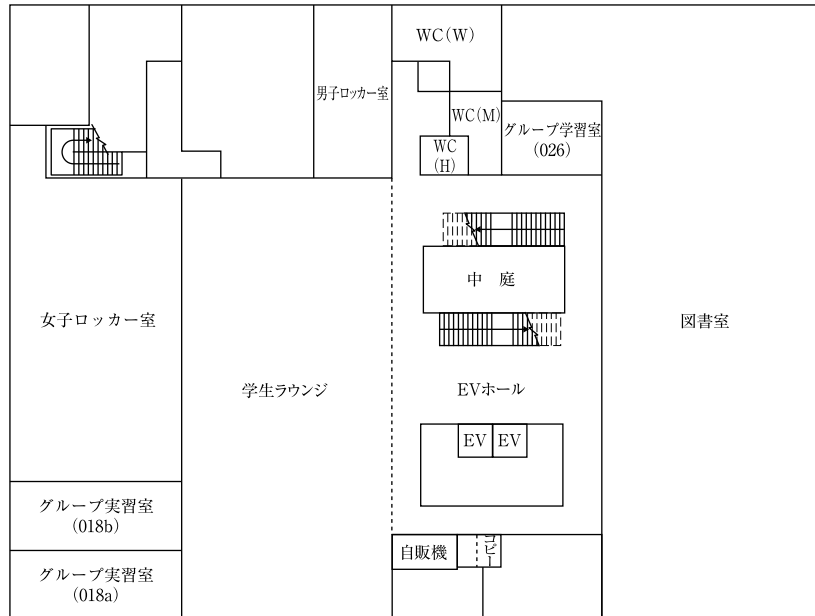 WC(W)
男子ロッカー室
WC(M)
WC
(H)
グループ学習室
(026)
中 庭
女子ロッカー室
図書室
学生ラウンジ
EVホール
EV
EV
グループ実習室
(018b)
自販機
コピー
グループ実習室
(018a)